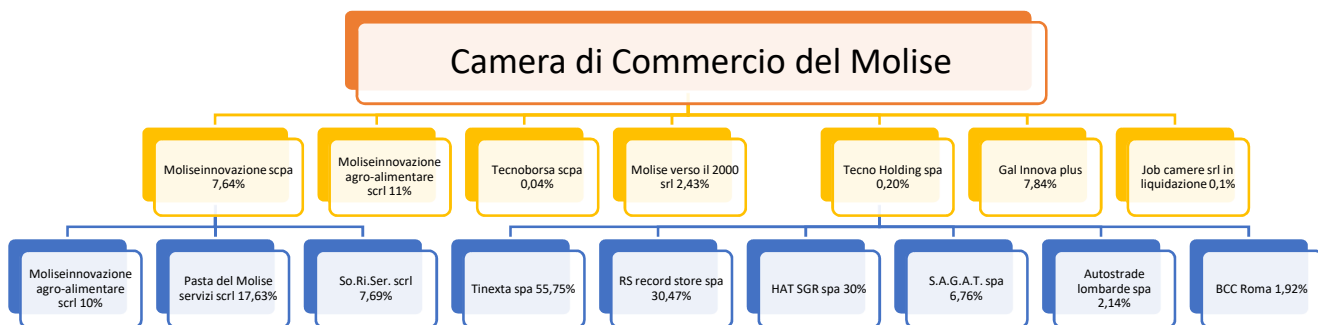 Camera di Commercio del Molise
Moliseinnovazione scpa
7,64%
Moliseinnovazione
agro-alimentare
scrl 11%
Tecnoborsa scpa
0,04%
Molise verso il 2000
srl 2,43%
Tecno Holding spa
0,20%
Gal Innova plus
7,84%
Job camere srl in
liquidazione 0,1%
Moliseinnovazione
agro-alimentare
scrl 10%
Pasta del Molise
servizi scrl 17,63%
So.Ri.Ser. scrl
7,69%
Tinexta spa 55,75%
RS record store spa
30,47%
HAT SGR spa 30%
S.A.G.A.T. spa
6,76%
Autostrade
lombarde spa
2,14%
BCC Roma 1,92%